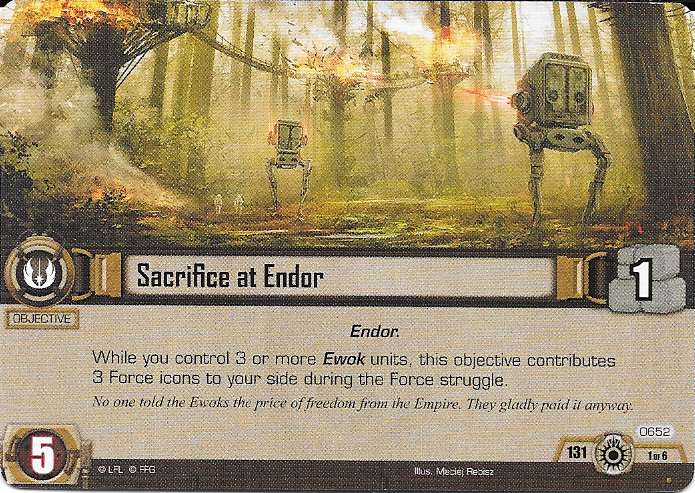 Sacrifice at Endor
1
OBJECTIVE
Endor.
While you control 3 or more Ewok units, this objective contributes
3 Force icons to your side during the Force struggle.
No one told the Ewoks the price of freedom from the Empire. They gladly paid it anyway.
0652
5
© LFL © FFG
Illus. Maciej Rebisz
131
1 OF 6